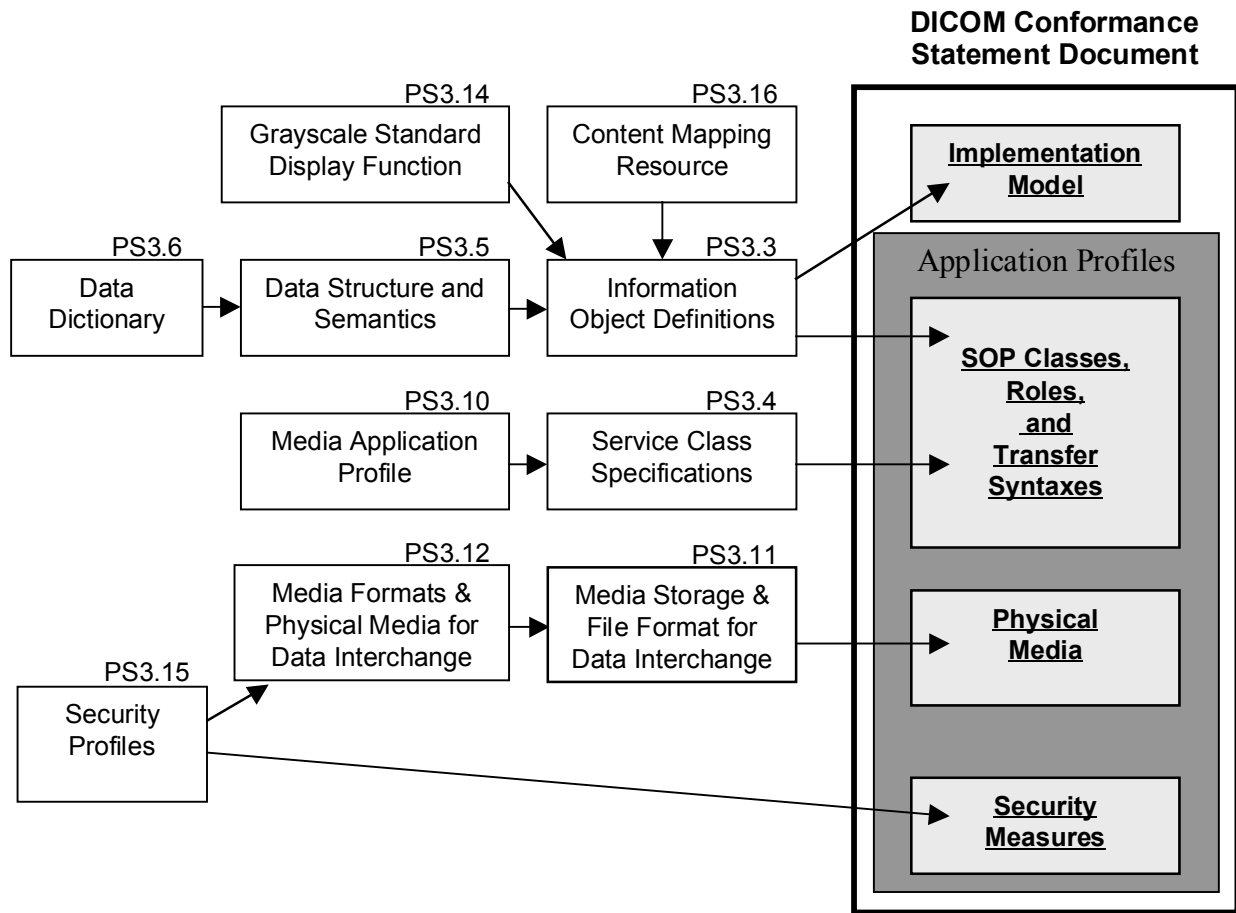 DICOM Conformance
Statement Document
PS3.14
Grayscale Standard
Display Function
PS3.16
Content Mapping
Resource
Implementation
Model
PS3.6
Data
Dictionary
PS3.5
Data Structure and
Semantics
PS3.3
Information
Object Definitions
Application Profiles
SOP Classes,
Roles,
and
Transfer
Syntaxes
PS3.10
Media Application
Profile
PS3.4
Service Class
Specifications
PS3.12
Media Formats &
Physical Media for
Data Interchange
PS3.11
Media Storage &
File Format for
Data Interchange
Physical
Media
PS3.15
Security
Profiles
Security
Measures